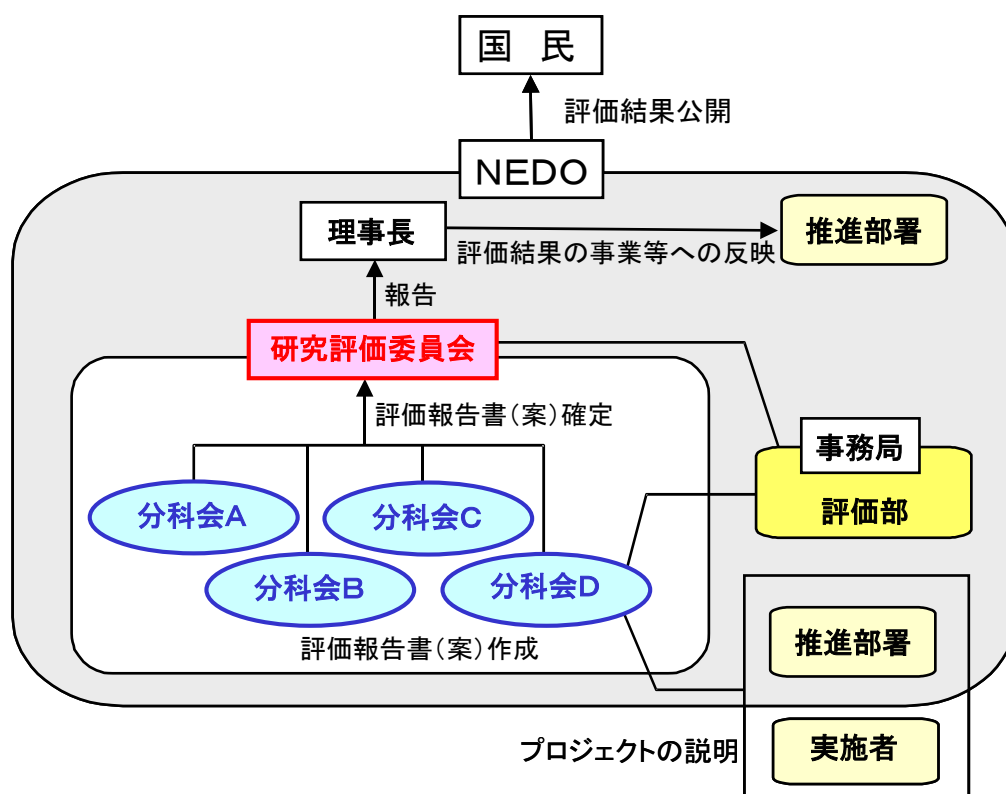 国 民
評価結果公開
NEDO
理事長
推進部署
評価結果の事業等への反映
報告
研究評価委員会
評価報告書(案)確定
事務局
評価部
分科会A
分科会C
分科会B
分科会D
評価報告書(案)作成
推進部署
プロジェクトの説明
実施者